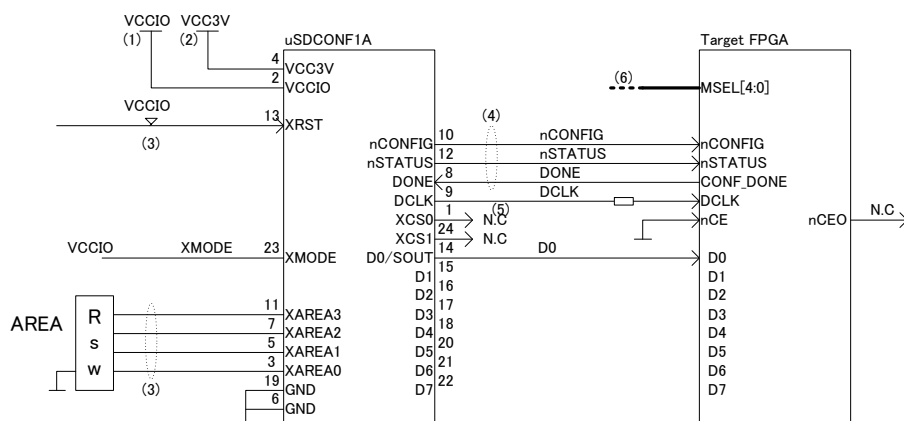 VCCIO VCC3V
(1) (2)
uSDCONF1A
Target FPGA
4 VCC3V
2 VCCIO
(6)
MSEL[4:0]
VCCIO
13 XRST
(3)
(4)
nCONFIG 10 nCONFIG nCONFIG
nSTATUS 12 nSTATUS nSTATUS
DONE 8 DONE CONF_DONE
DCLK 9 DCLK DCLK
(5)
XCS0 1 N.C nCE nCEO N.C
XCS1 24 N.C
VCCIO XMODE 23 XMODE D0/SOUT 14 D0 D0
D1 15 D1
D2 16 D2
AREA
R s w
11 XAREA3 D3 17 D3
7 XAREA2 D4 18 D4
5 XAREA1 D5 20 D5
3 XAREA0 D6 21 D6
(3)
19 GND D7 22 D7
6 GND